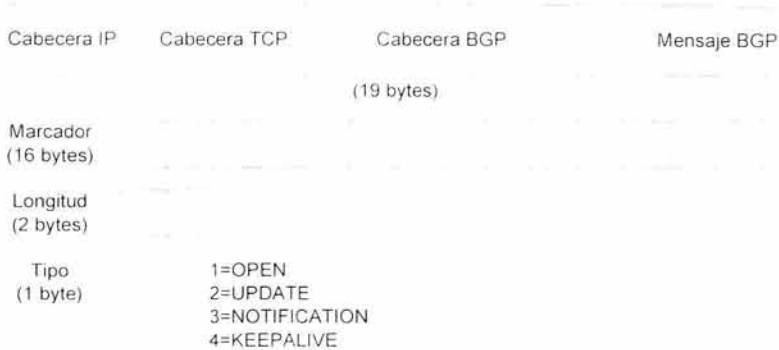 Cabecera IP Cabecera TCP Cabecera BGP Mensaje BGP
(19 bytes)
Marcador
(16 bytes)
Longitud
(2 bytes)
Tipo 1=OPEN
(1 byte) 2=UPDATE
3=NOTIFICATION
4=KEEPALIVE